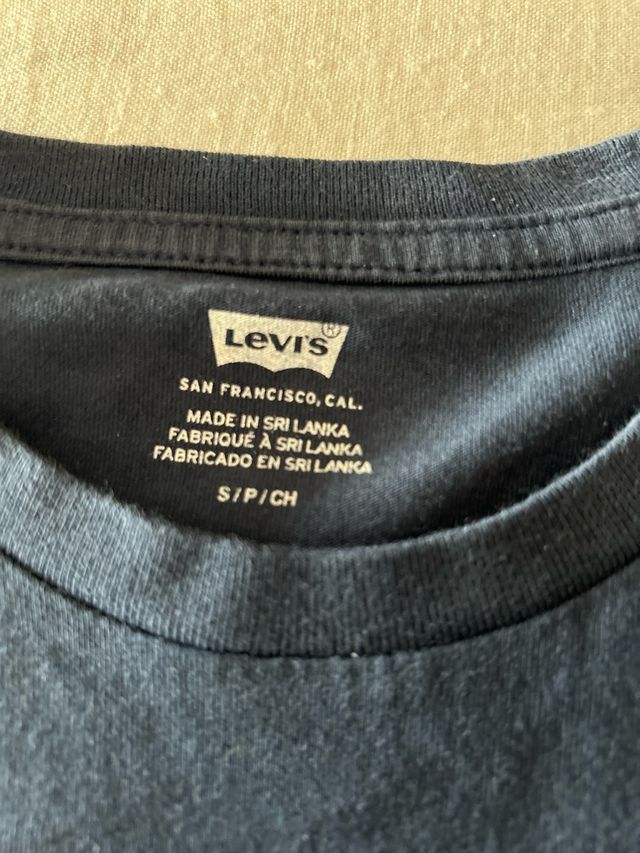 Levi's®
SAN FRANCISCO, CAL.
MADE IN SRI LANKA
FABRIQUÉ À SRI LANKA
FABRICADO EN SRI LANKA
S/P/CH